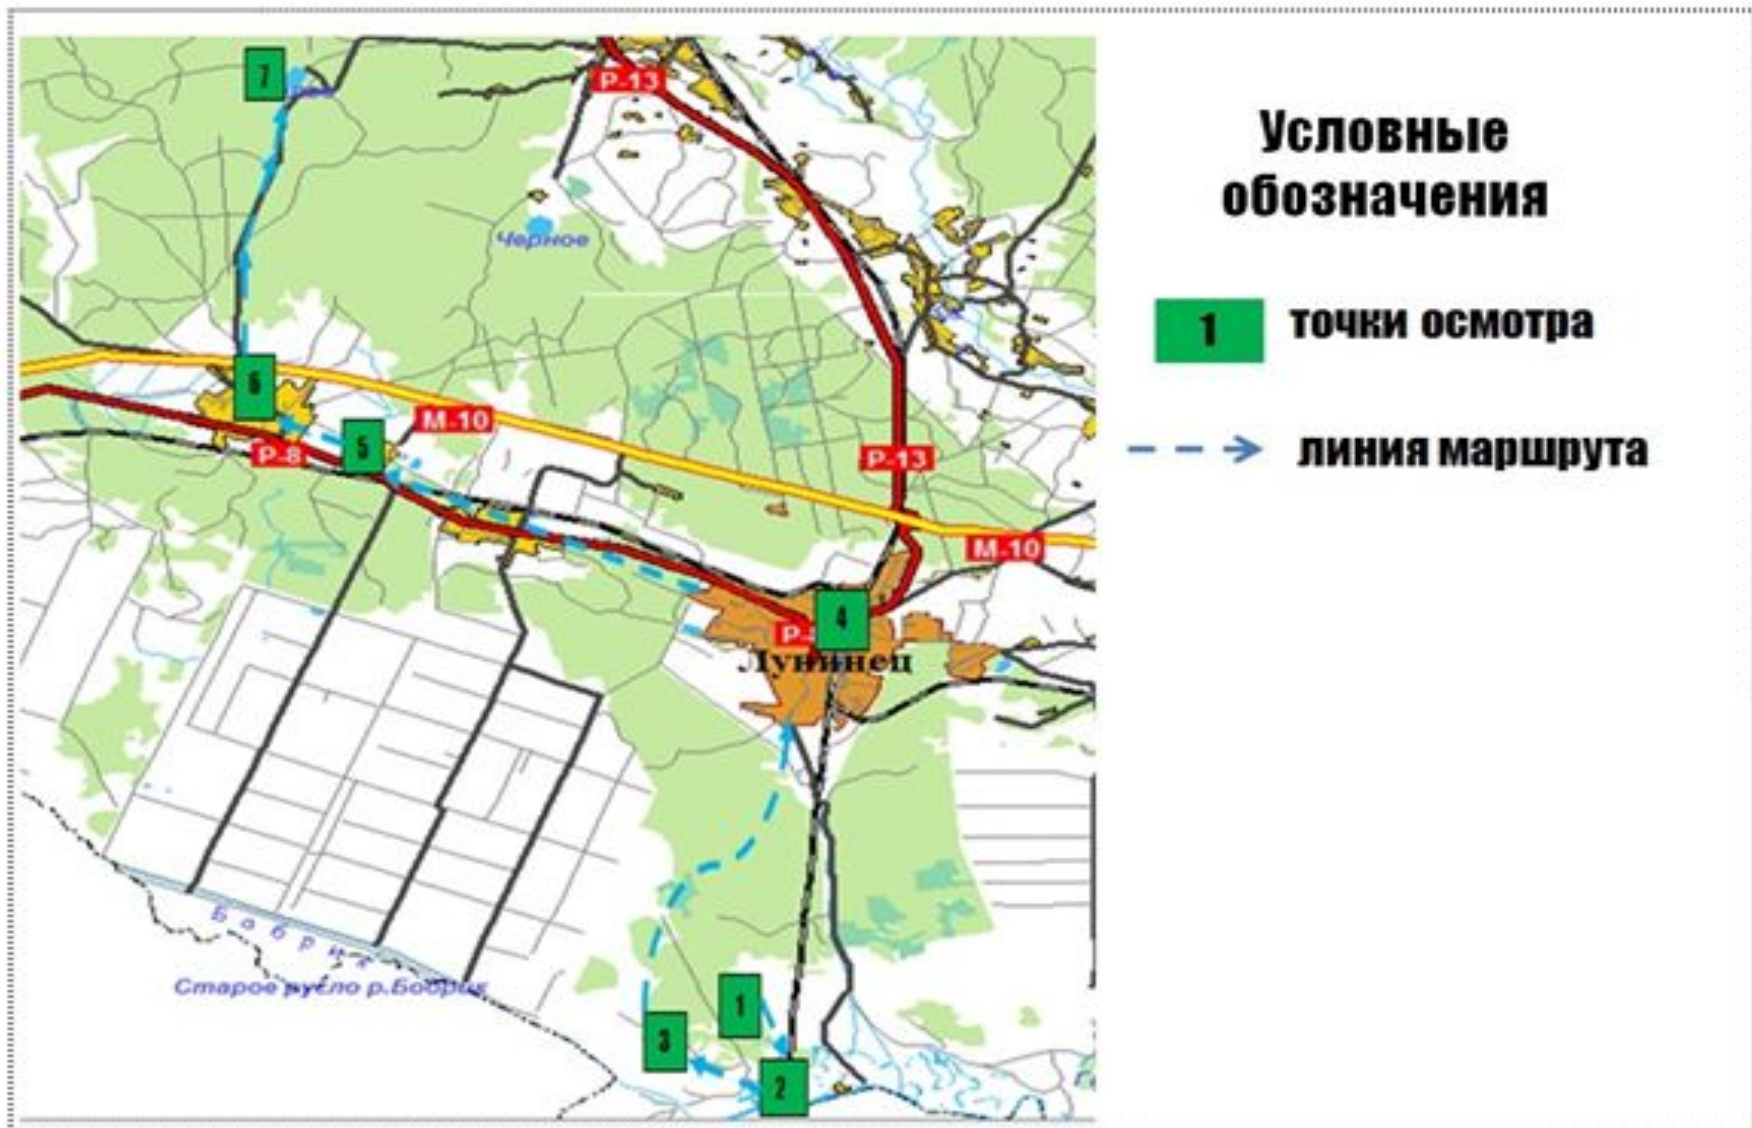 7
Р-13
Черное
6
М-10
5
Р-8
Р-13
М-10
4
Лунинец
Бобрик
Старое русло р.Бобрик
1
3
2
Условные
обозначения
1 точки осмотра
линия маршрута